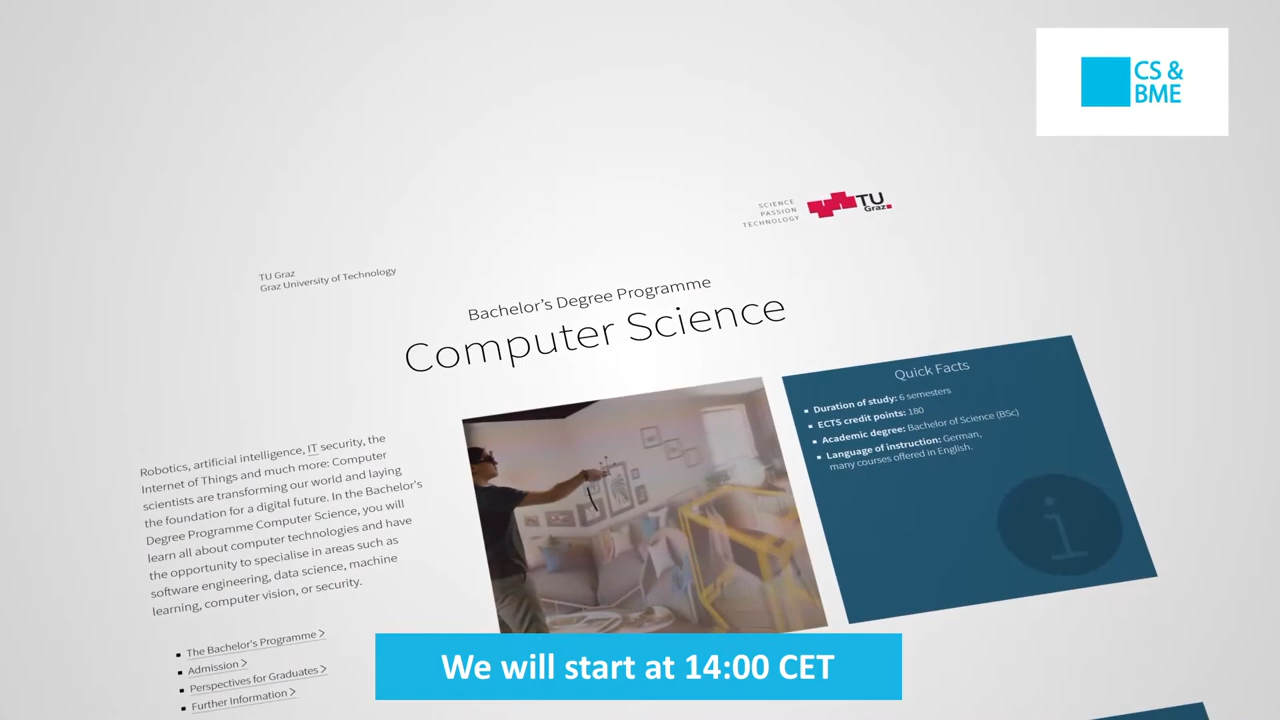 CS &
BME
SCIENCE
PASSION
TECHNOLOGY
TU
Graz
TU Graz
Graz University of Technology
Bachelor's Degree Programme
Computer Science
Robotics, artificial intelligence, IT security, the
Internet of Things and much more: Computer
scientists are transforming our world and laying
the foundation for a digital future. In the Bachelor's
Degree Programme Computer Science, you will
learn all about computer technologies and have
the opportunity to specialise in areas such as
software engineering, data science, machine
learning, computer vision, or security.
▪ The Bachelor's Programme >
▪ Admission >
▪ Perspectives for Graduates >
▪ Further Information >
Quick Facts
▪ Duration of study: 6 semesters
▪ ECTS credit points: 180
▪ Academic degree: Bachelor of Science (BSc)
▪ Language of instruction: German,
many courses offered in English.
i
We will start at 14:00 CET